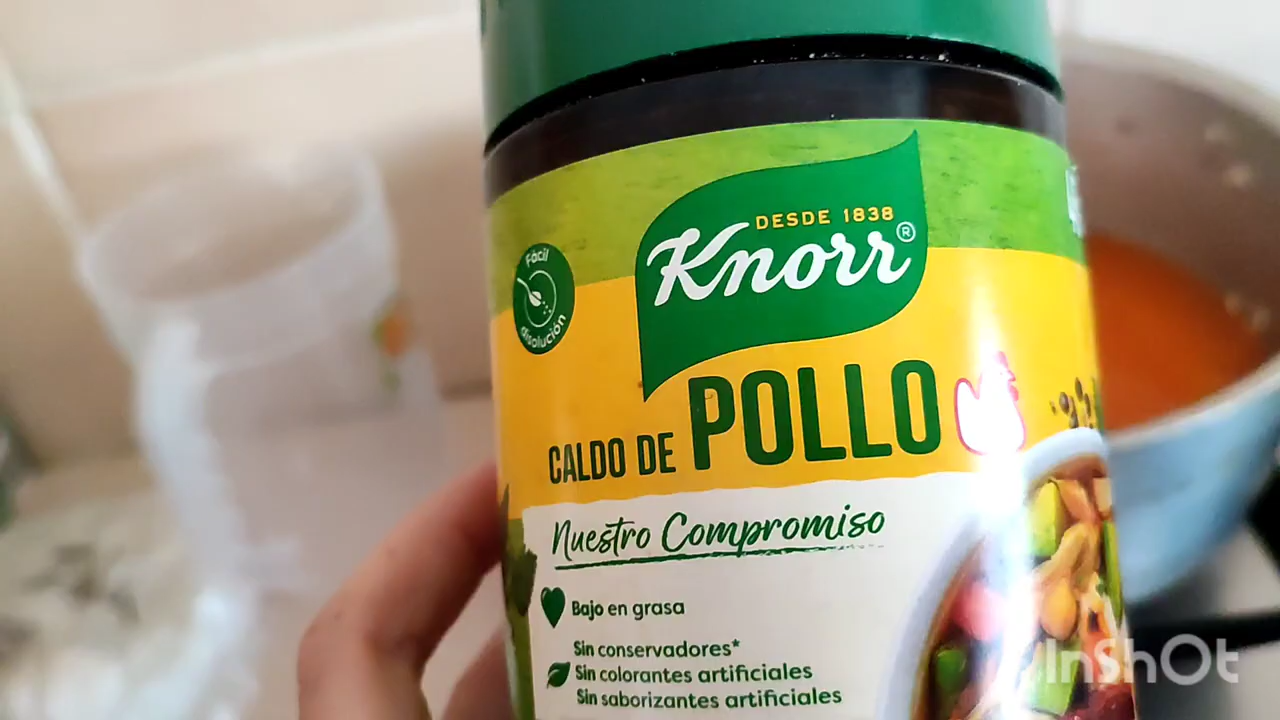 DESDE 1838
Knorr®
Fácil
disolución
CALDO DE POLLO
Nuestro Compromiso
Bajo en grasa
Sin conservadores*
Sin colorantes artificiales
Sin saborizantes artificiales
InShOt